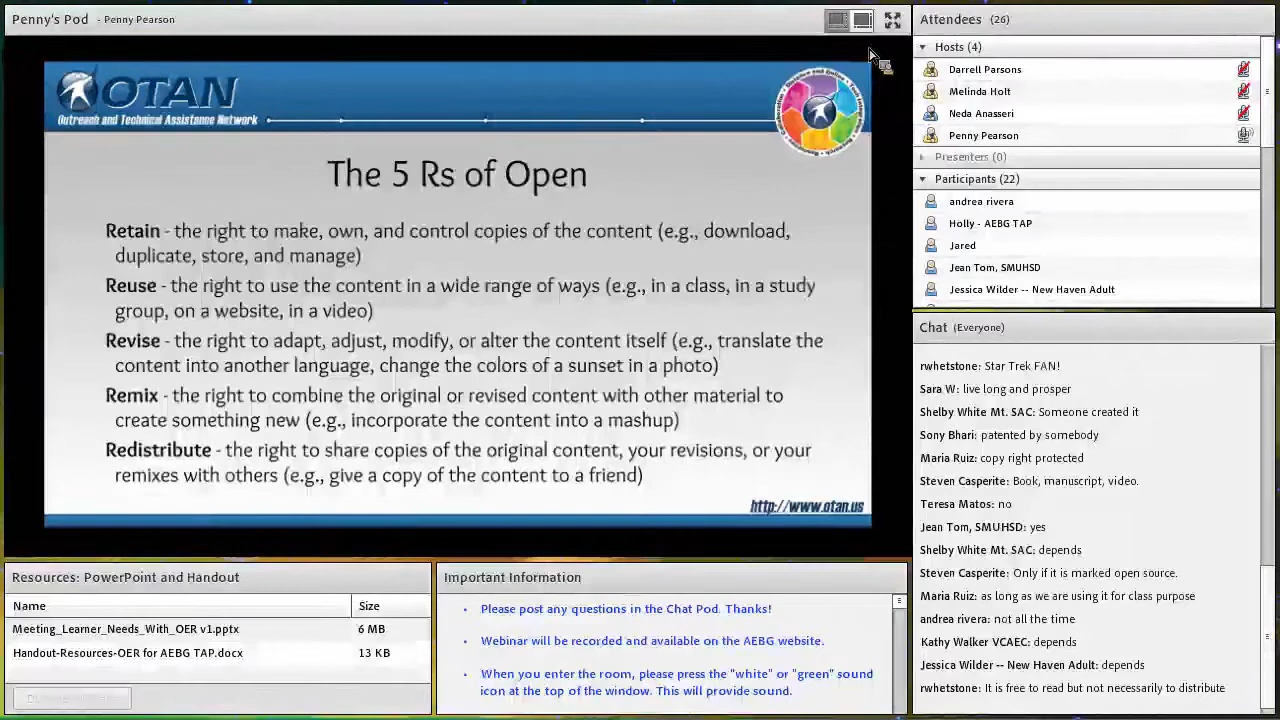 Penny's Pod - Penny Pearson
OTAN
Outreach and Technical Assistance Network
The 5 Rs of Open
Retain - the right to make, own, and control copies of the content (e.g., download,
duplicate, store, and manage)
Reuse - the right to use the content in a wide range of ways (e.g., in a class, in a study
group, on a website, in a video)
Revise - the right to adapt, adjust, modify, or alter the content itself (e.g., translate the
content into another language, change the colors of a sunset in a photo)
Remix - the right to combine the original or revised content with other material to
create something new (e.g., incorporate the content into a mashup)
Redistribute - the right to share copies of the original content, your revisions, or your
remixes with others (e.g., give a copy of the content to a friend)
http://www.otan.us
Resources: PowerPoint and Handout
Name Size
Meeting_Learner_Needs_With_OER v1.pptx 6 MB
Handout-Resources-OER for AEBG TAP.docx 13 KB
Important Information
• Please post any questions in the Chat Pod. Thanks!
• Webinar will be recorded and available on the AEBG website.
• When you enter the room, please press the "white" or "green" sound
icon at the top of the window. This will provide sound.
Attendees (26)
Hosts (4)
Darrell Parsons
Melinda Holt
Neda Anasseri
Penny Pearson
Presenters (0)
Participants (22)
andrea rivera
Holly - AEBG TAP
Jared
Jean Tom, SMUHSD
Jessica Wilder -- New Haven Adult
Chat (Everyone)
rwhetstone: Star Trek FAN!
Sara W: live long and prosper
Shelby White Mt. SAC: Someone created it
Sony Bhari: patented by somebody
Maria Ruiz: copy right protected
Steven Casperite: Book, manuscript, video.
Teresa Matos: no
Jean Tom, SMUHSD: yes
Shelby White Mt. SAC: depends
Steven Casperite: Only if it is marked open source.
Maria Ruiz: as long as we are using it for class purpose
andrea rivera: not all the time
Kathy Walker VCAEC: depends
Jessica Wilder -- New Haven Adult: depends
rwhetstone: It is free to read but not necessarily to distribute